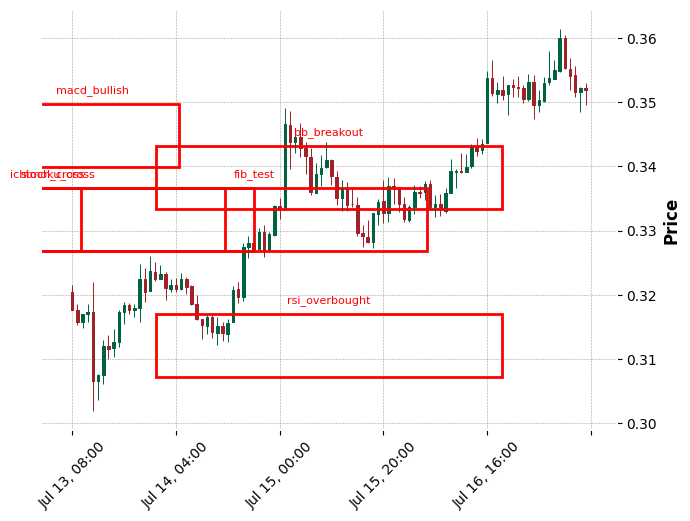 0.36
macd_bullish
0.35
bb_breakout
0.34
fib_test
0.33
Price
0.32
rsi_overbought
0.31
0.30
Jul 13, 08:00
Jul 14, 04:00
Jul 15, 00:00
Jul 15, 20:00
Jul 16, 16:00